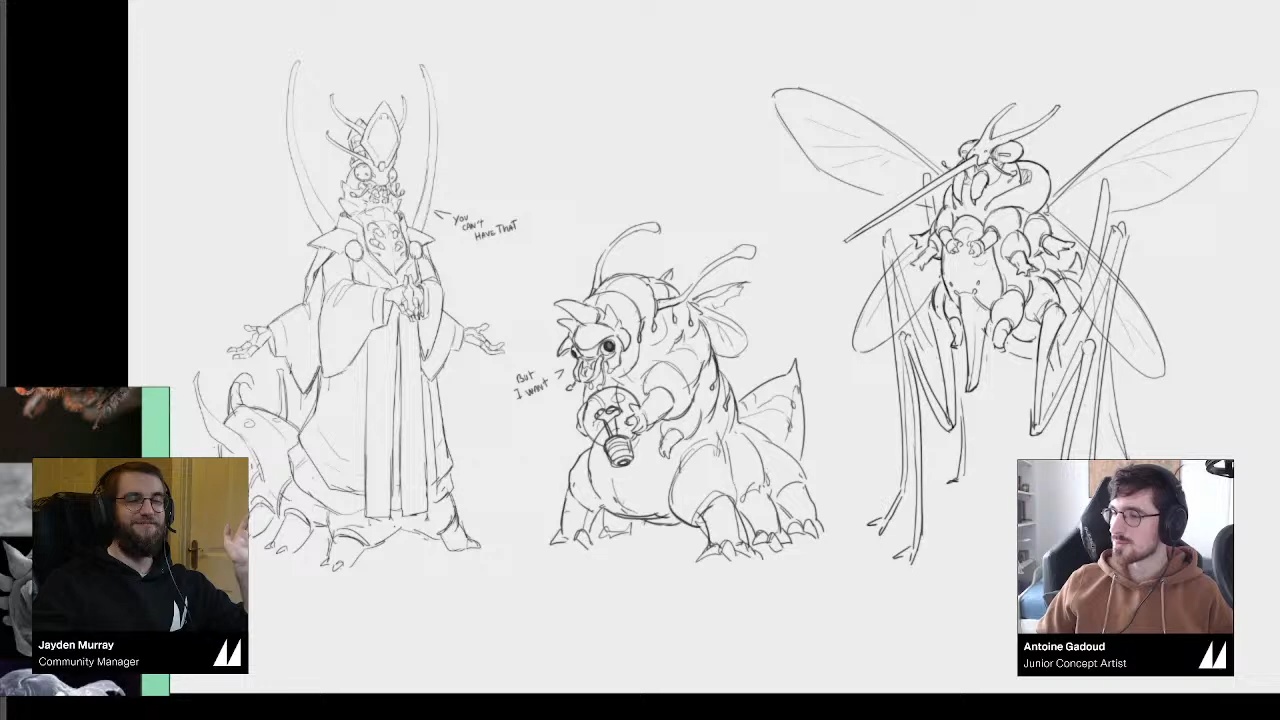 YOU
CAN'T
HAVE THAT
BUT
I WANT
Jayden Murray
Community Manager
Antoine Gadoud
Junior Concept Artist